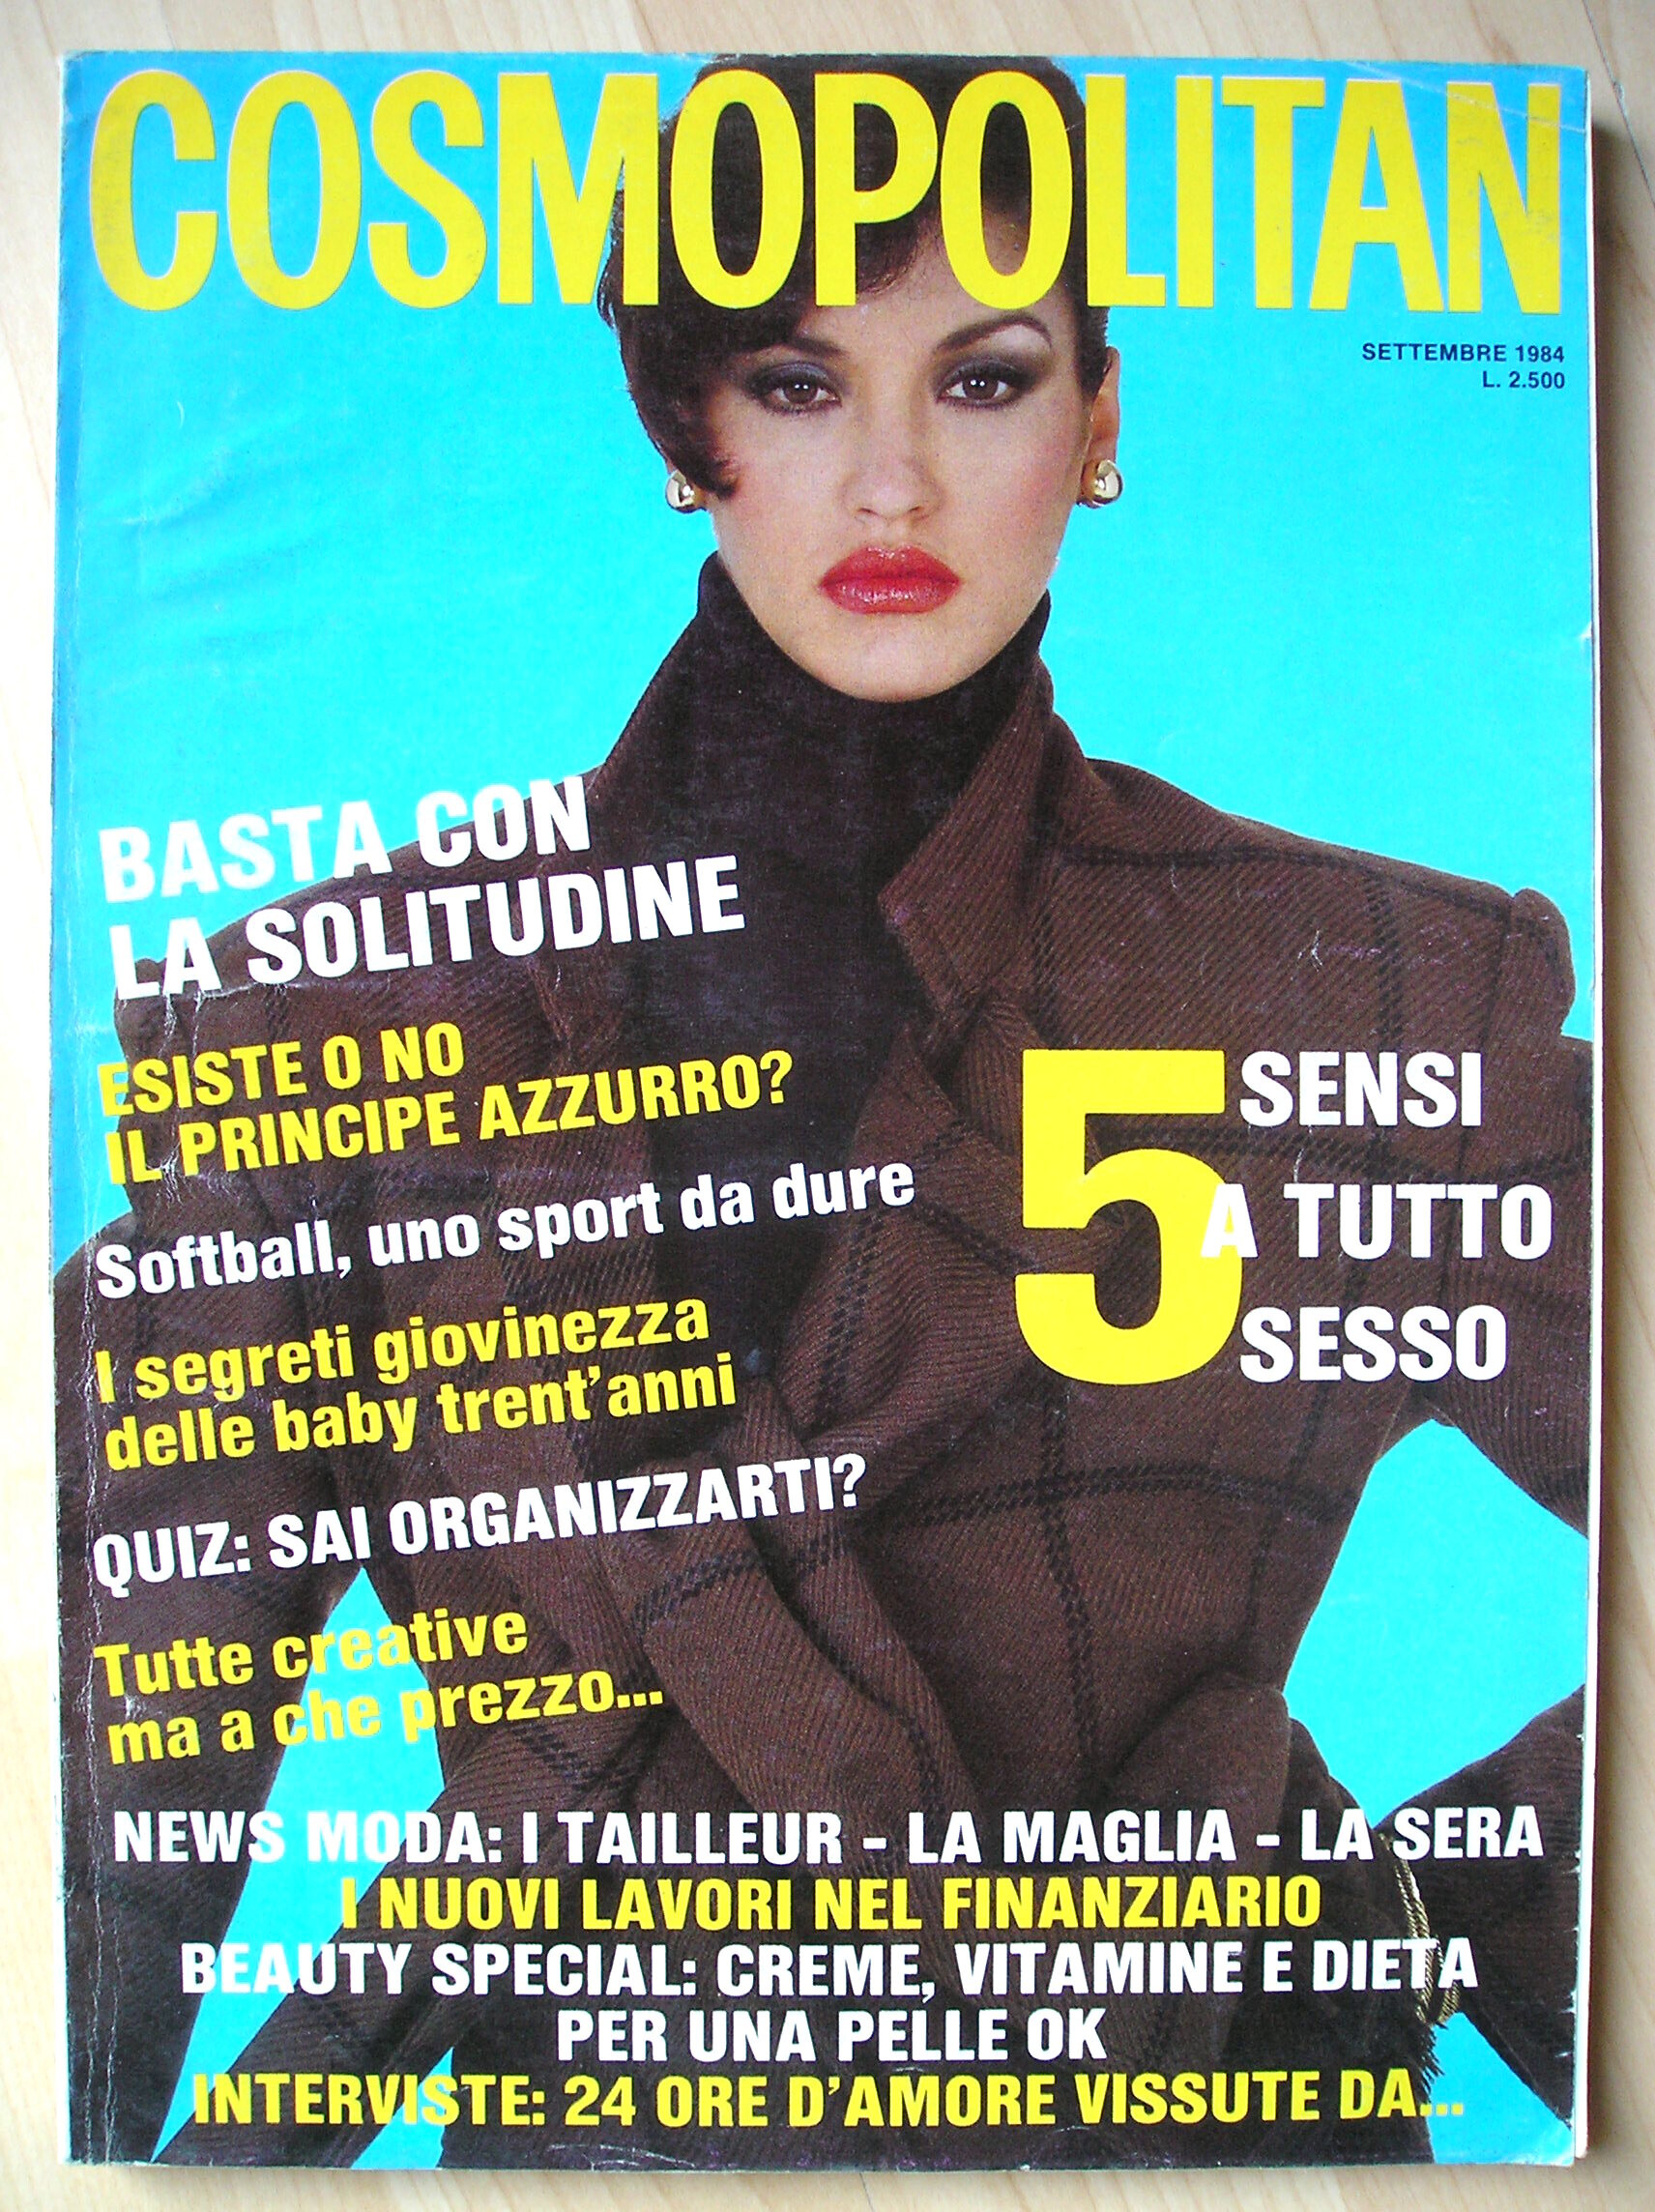 COSMOPOLITAN
SETTEMBRE 1984
L. 2.500
BASTA CON
LA SOLITUDINE
ESISTE O NO
IL PRINCIPE AZZURRO?
Softball, uno sport da dure
I segreti giovinezza
delle baby trent'anni
QUIZ: SAI ORGANIZZARTI?
Tutte creative
ma a che prezzo...
5 SENSI
A TUTTO
SESSO
NEWS MODA: I TAILLEUR - LA MAGLIA - LA SERA
I NUOVI LAVORI NEL FINANZIARIO
BEAUTY SPECIAL: CREME, VITAMINE E DIETA
PER UNA PELLE OK
INTERVISTE: 24 ORE D'AMORE VISSUTE DA...